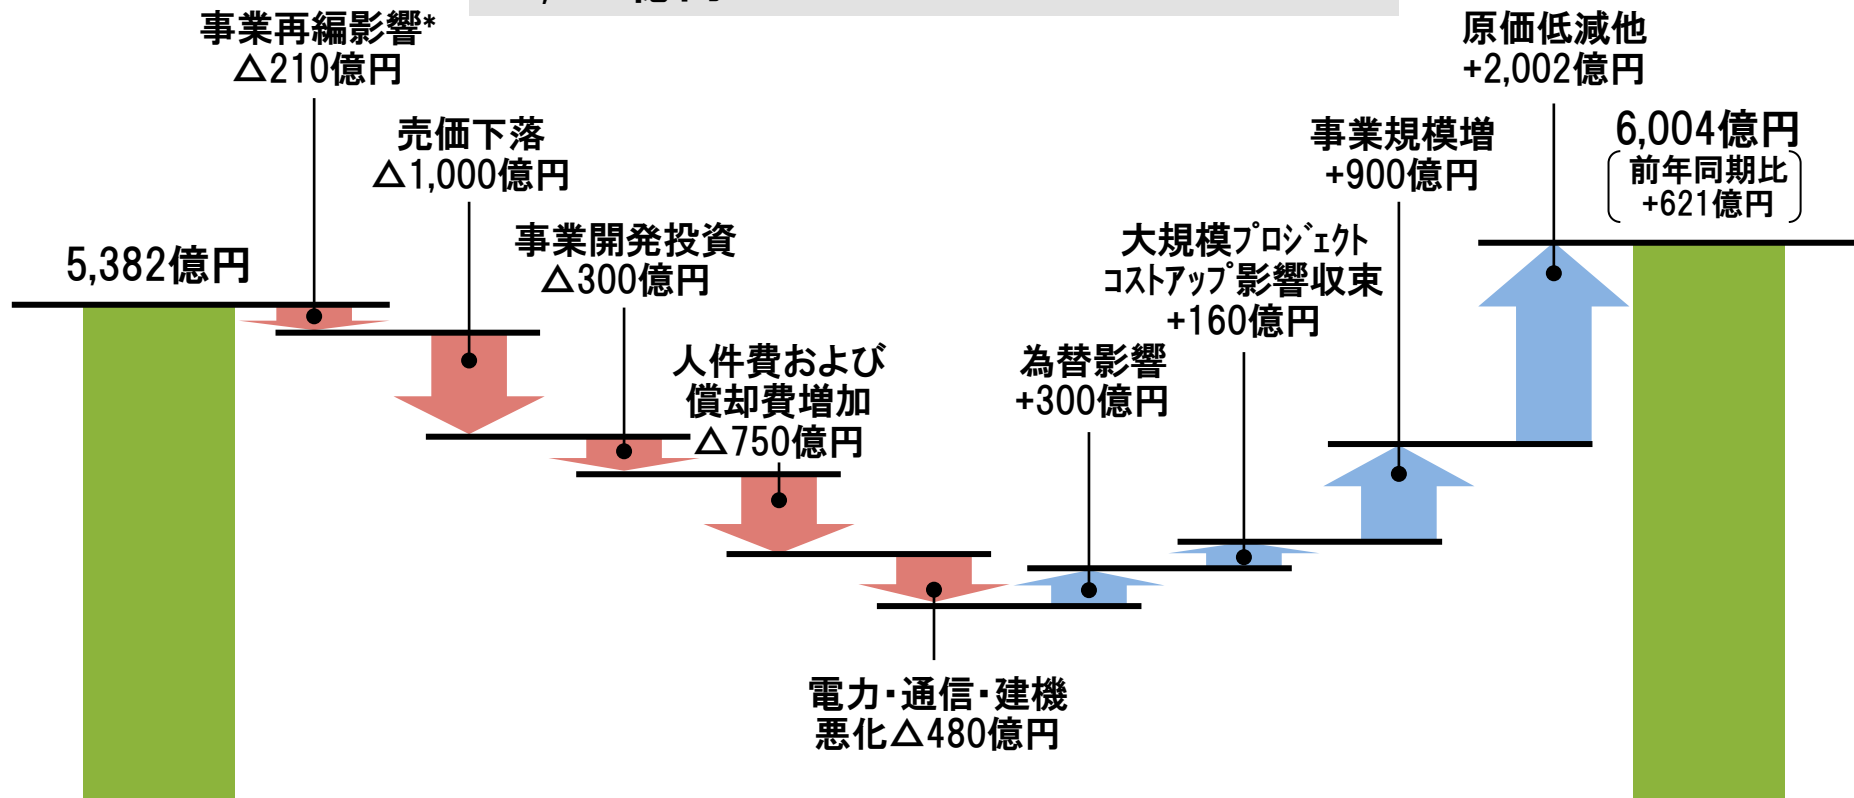 事業再編影響*
△210億円
売価下落
△1,000億円
事業開発投資
△300億円
人件費および
償却費増加
△750億円
電力・通信・建機
悪化△480億円
為替影響
+300億円
大規模プロジェクト
コストアップ影響収束
+160億円
事業規模増
+900億円
原価低減他
+2,002億円
5,382億円
6,004億円
前年同期比
+621億円